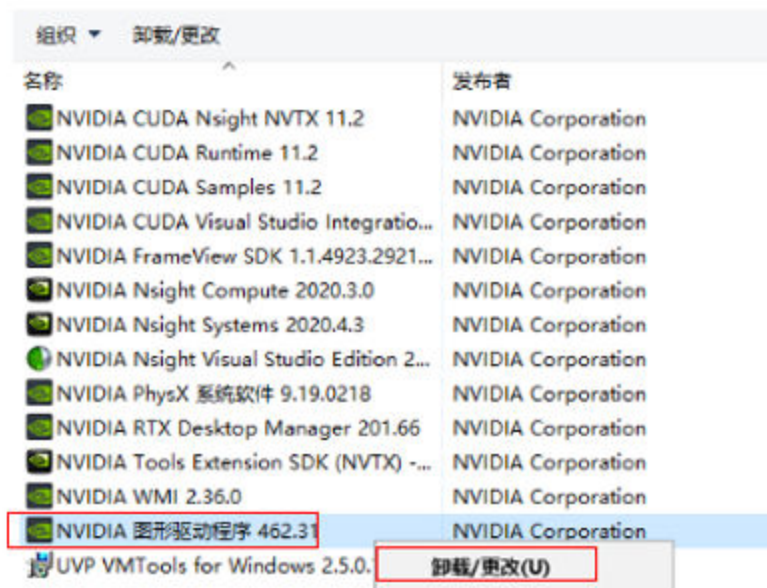 组织 卸载/更改
名称 发布者
NVIDIA CUDA Nsight NVTX 11.2 NVIDIA Corporation
NVIDIA CUDA Runtime 11.2 NVIDIA Corporation
NVIDIA CUDA Samples 11.2 NVIDIA Corporation
NVIDIA CUDA Visual Studio Integratio... NVIDIA Corporation
NVIDIA FrameView SDK 1.1.4923.2921... NVIDIA Corporation
NVIDIA Nsight Compute 2020.3.0 NVIDIA Corporation
NVIDIA Nsight Systems 2020.4.3 NVIDIA Corporation
NVIDIA Nsight Visual Studio Edition 2... NVIDIA Corporation
NVIDIA PhysX 系统软件 9.19.0218 NVIDIA Corporation
NVIDIA RTX Desktop Manager 201.66 NVIDIA Corporation
NVIDIA Tools Extension SDK (NVTX) -... NVIDIA Corporation
NVIDIA WMI 2.36.0 NVIDIA Corporation
NVIDIA 图形驱动程序 462.31 NVIDIA Corporation
UVP VMTools for Windows 2.5.0. 卸载/更改(U)